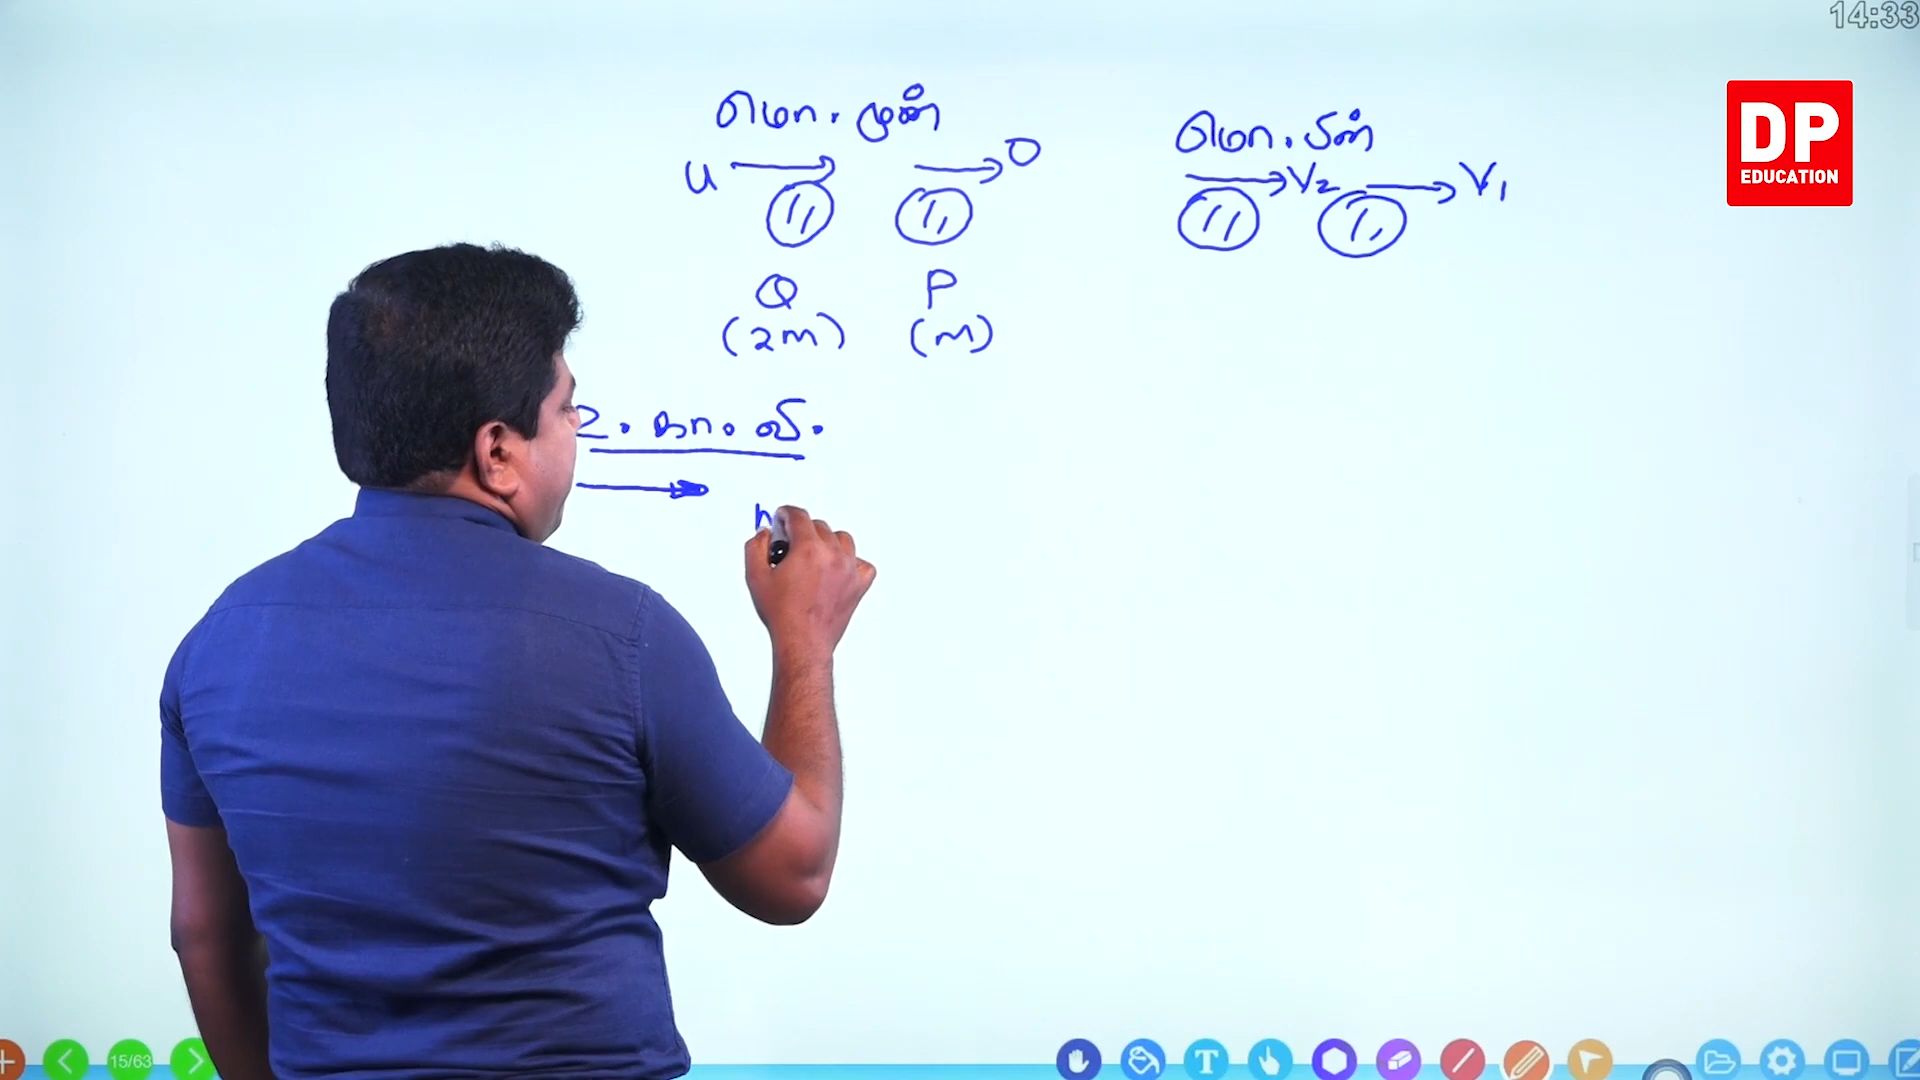 14:33
DP
EDUCATION
மொ. முன்
மொ. பின்
u
0
V2
V1
Q
P
(2m)
(m)
உ. கா. வி.
15/63
T